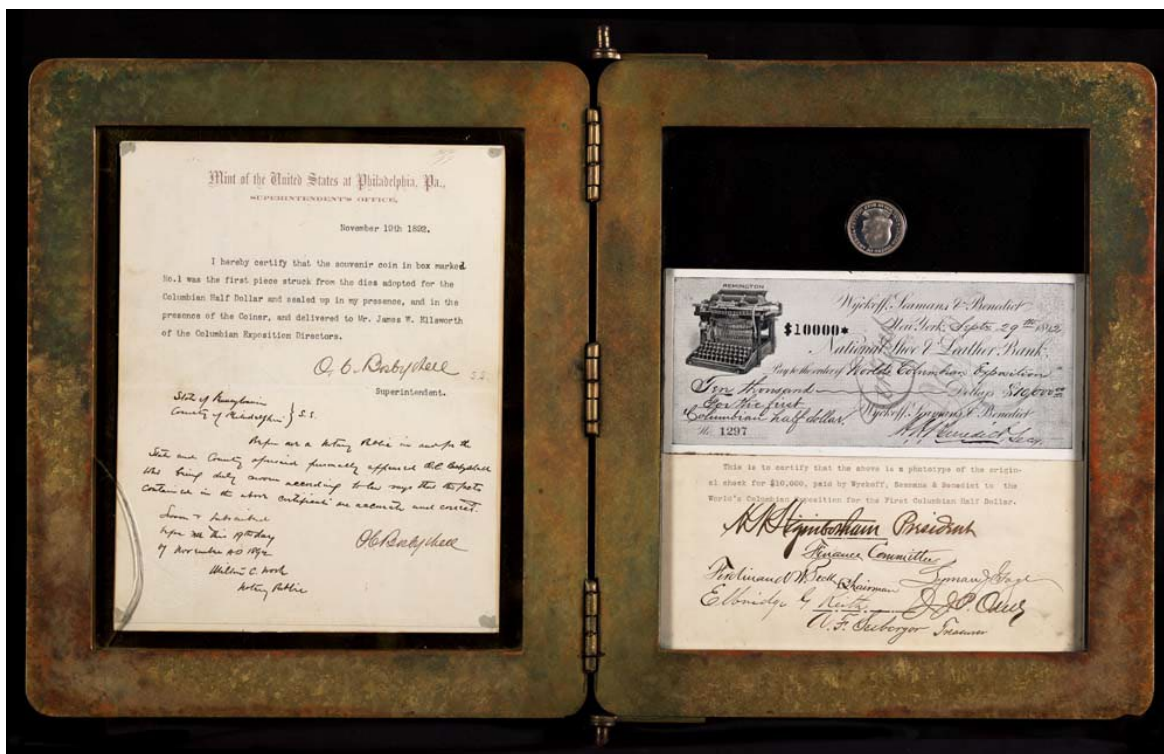 Mint of the United States at Philadelphia, Pa.,
SUPERINTENDENT'S OFFICE,
November 19th 1892.
I hereby certify that the souvenir coin in box marked
No.1 was the first piece struck from the dies adopted for the
Columbian Half Dollar and sealed up in my presence, and in the
presence of the Coiner, and delivered to Mr. James W. Ellsworth
of the Columbian Exposition Directors.
O. C. Bosbyshell
Superintendent.
State of Pennsylvania
County of Philadelphia } S.S.
Before me a Notary Public in and for the
State and County aforesaid personally appeared O.C. Bosbyshell
who being duly sworn according to law says that the facts
contained in the above certificate are accurate and correct.
Sworn & subscribed
before me this 19th day
of November AD 1892
O.C. Bosbyshell
William C.
Notary Public
REMINGTON
Wyckoff, Seamans & Benedict
$10000*
New York, Septr. 29th 1892
National Shoe & Leather Bank
Pay to the order of World's Columbian Exposition
Ten thousand Dollars $10,000.00
For the first
Columbian half dollar.
Wyckoff, Seamans & Benedict
No. 1297
Benedict Secy.
This is to certify that the above is a phototype of the origin-
al check for $10,000, paid by Wyckoff, Seamans & Benedict to the
World's Columbian Exposition for the First Columbian Half Dollar.
H N Higinbotham President
Finance Committee
Ferdinand W. Peck Chairman
Lyman J Gage
Elbridge G Keith
A. F. Seeberger Treasurer